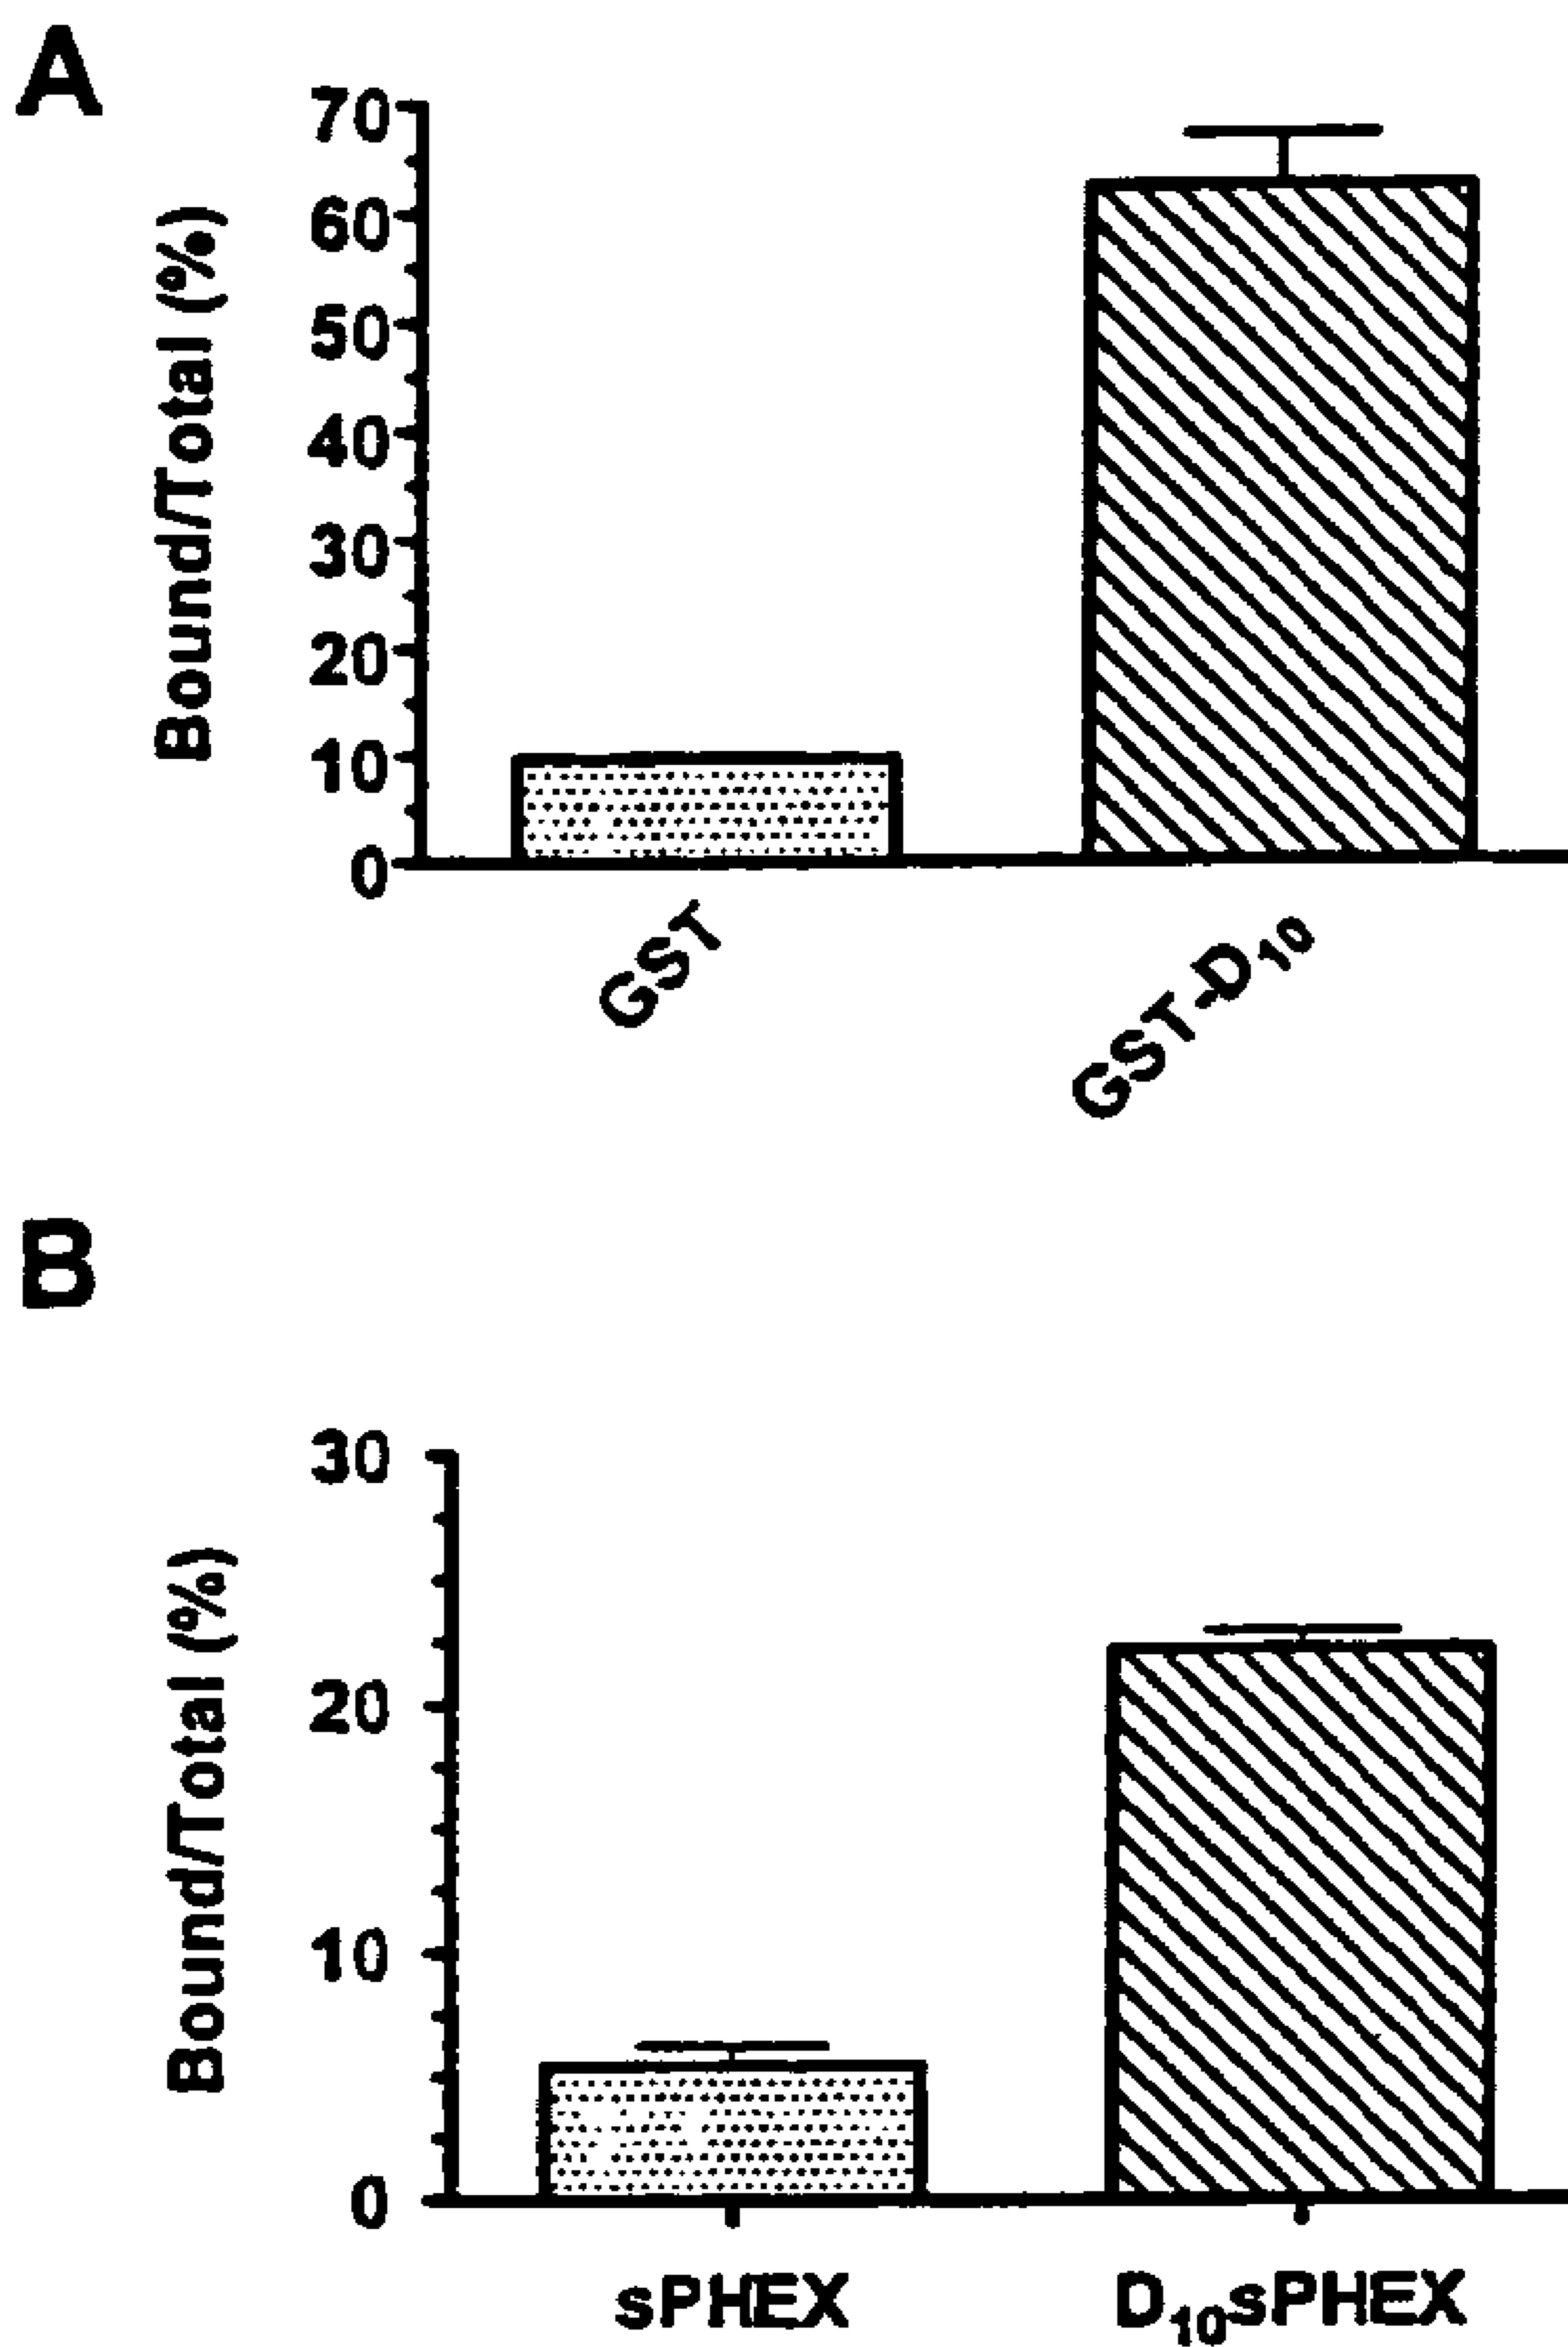 A
70
60
50
40
30
20
10
0
Bound/Total (%)
GST
GST-D10
B
30
20
10
0
Bound/Total (%)
sPHEX
D10sPHEX